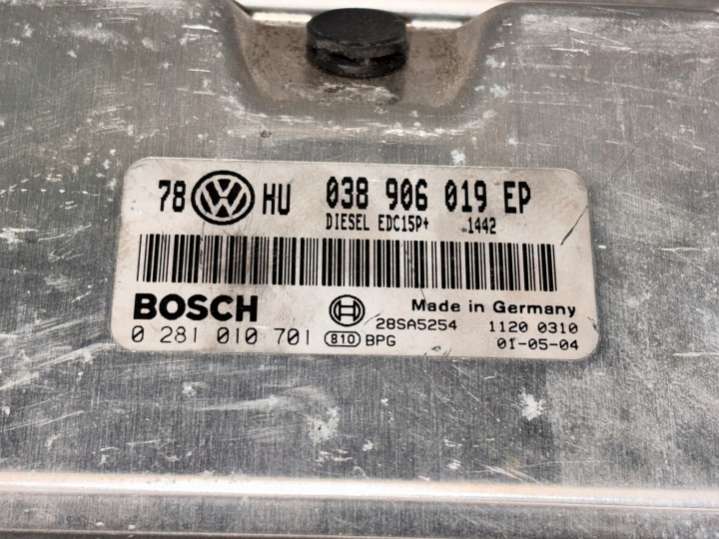 78 VW HU 038 906 019 EP
DIESEL EDC15P+ .1442
BOSCH Made in Germany
28SA5254 1120 0310
0 281 010 701 810 BPG 01-05-04